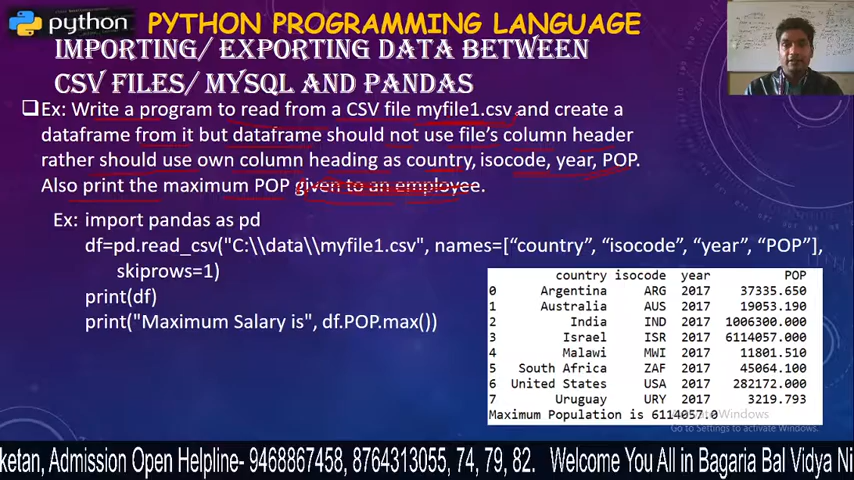 python PYTHON PROGRAMMING LANGUAGE
IMPORTING/ EXPORTING DATA BETWEEN
CSV FILES/ MYSQL AND PANDAS
Ex: Write a program to read from a CSV file myfile1.csv and create a
dataframe from it but dataframe should not use file's column header
rather should use own column heading as country, isocode, year, POP.
Also print the maximum POP given to an employee.
Ex: import pandas as pd
df=pd.read_csv("C:\\data\\myfile1.csv", names=[“country”, “isocode”, “year”, “POP”],
skiprows=1)
print(df)
print("Maximum Salary is", df.POP.max())
country isocode year POP
0 Argentina ARG 2017 37335.650
1 Australia AUS 2017 19053.190
2 India IND 2017 1006300.000
3 Israel ISR 2017 6114057.000
4 Malawi MWI 2017 11801.510
5 South Africa ZAF 2017 45064.100
6 United States USA 2017 282172.000
7 Uruguay URY 2017 3219.793
Maximum Population is 6114057.0
Activate Windows
Go to Settings to activate Windows.
ketan, Admission Open Helpline- 9468867458, 8764313055, 74, 79, 82. Welcome You All in Bagaria Bal Vidya Ni